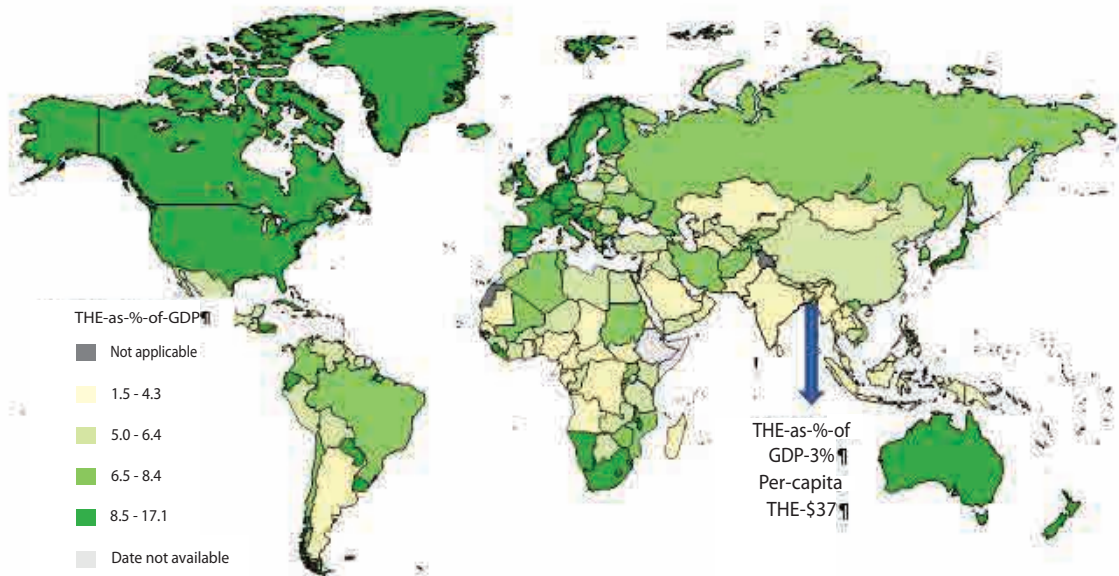 THE-as-%-of-GDP¶
Not applicable
1.5 - 4.3
5.0 - 6.4
6.5 - 8.4
8.5 - 17.1
Date not available
THE-as-%-of
GDP-3%¶
Per-capita
THE-$37¶